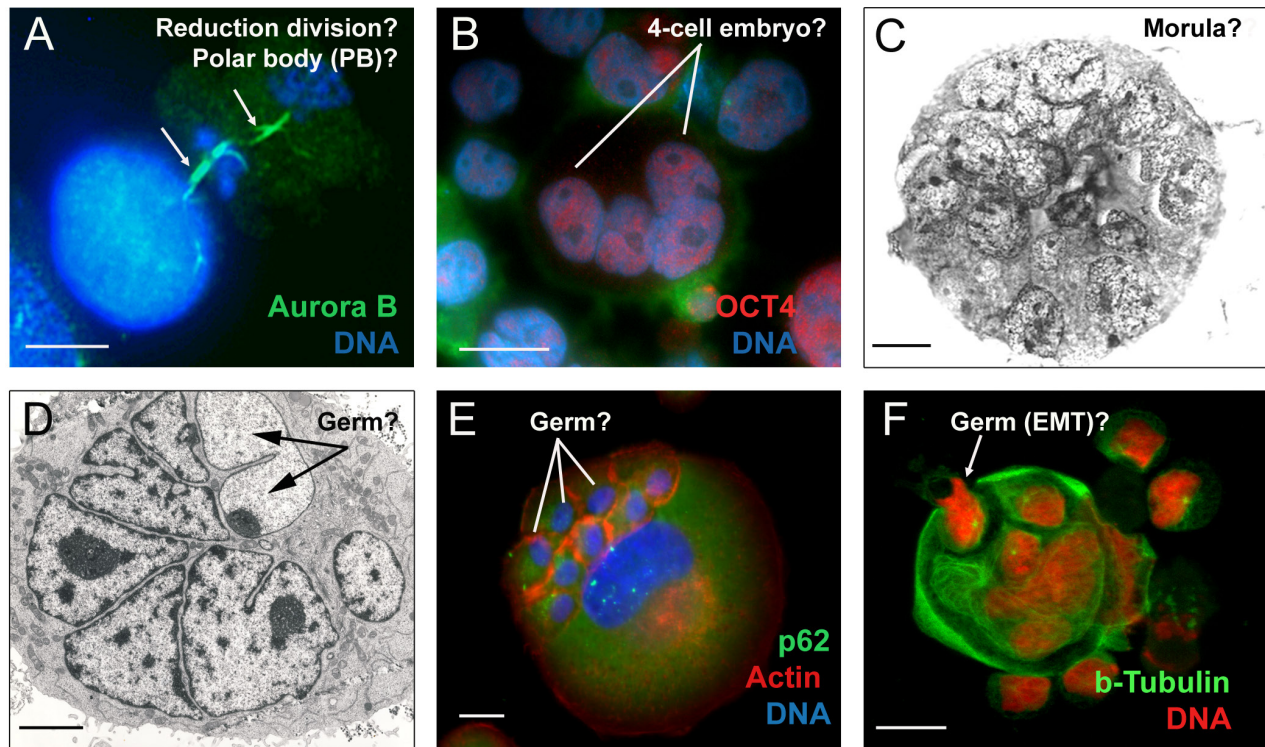 A
Reduction division?
Polar body (PB)?
Aurora B
DNA
B
4-cell embryo?
OCT4
DNA
C
Morula?
D
Germ?
E
Germ?
p62
Actin
DNA
F
Germ (EMT)?
b-Tubulin
DNA